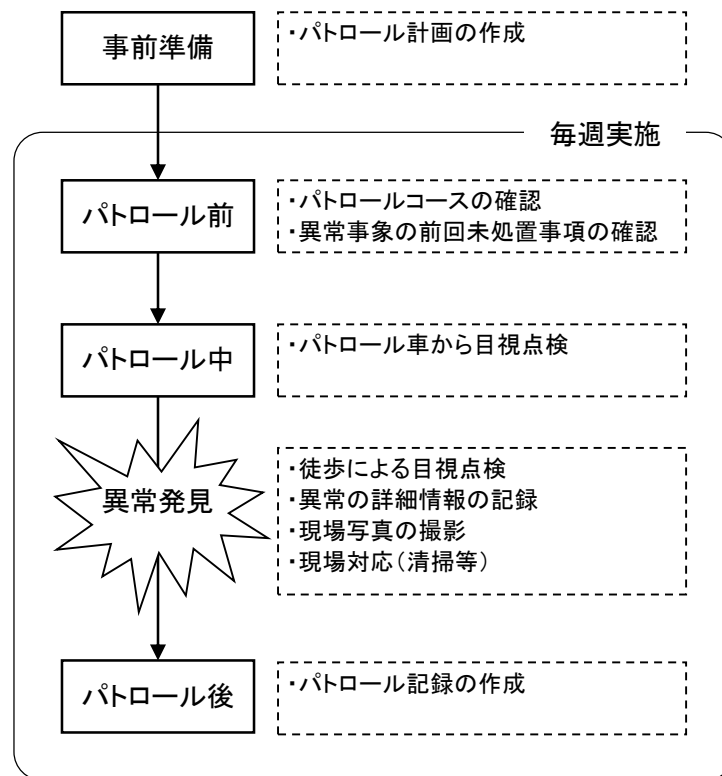 事前準備
・パトロール計画の作成
毎週実施
パトロール前
・パトロールコースの確認
・異常事象の前回未処置事項の確認
パトロール中
・パトロール車から目視点検
異常発見
・徒歩による目視点検
・異常の詳細情報の記録
・現場写真の撮影
・現場対応(清掃等)
パトロール後
・パトロール記録の作成